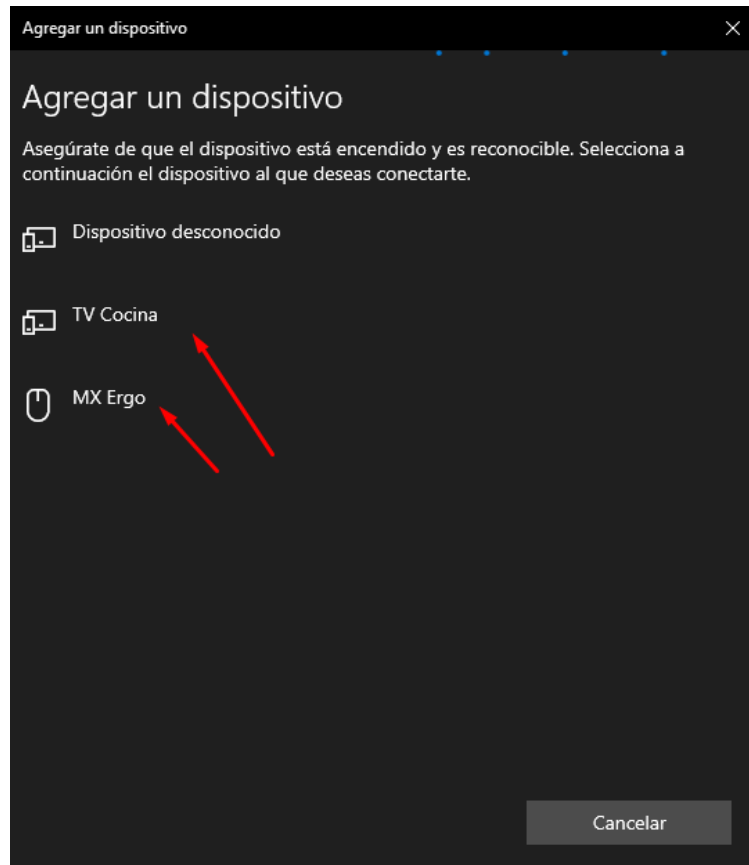 Agregar un dispositivo
Agregar un dispositivo
Asegúrate de que el dispositivo está encendido y es reconocible. Selecciona a
continuación el dispositivo al que deseas conectarte.
Dispositivo desconocido
TV Cocina
MX Ergo
Cancelar